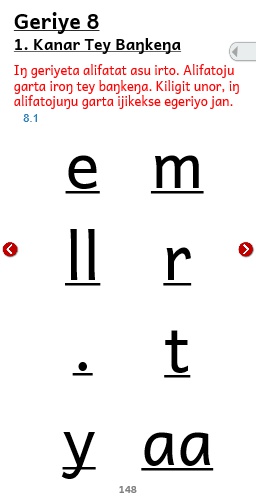 Geriye 8
1. Kanar Tey Baŋkeŋa
Iŋ geriyeta alifatat asu irto. Alifatoju
garta iroŋ tey baŋkeŋa. Kiligit unor, iŋ
alifatojuŋu garta ijikekse egeriyo jan.
8.1
e m
ll r
. t
y aa
148